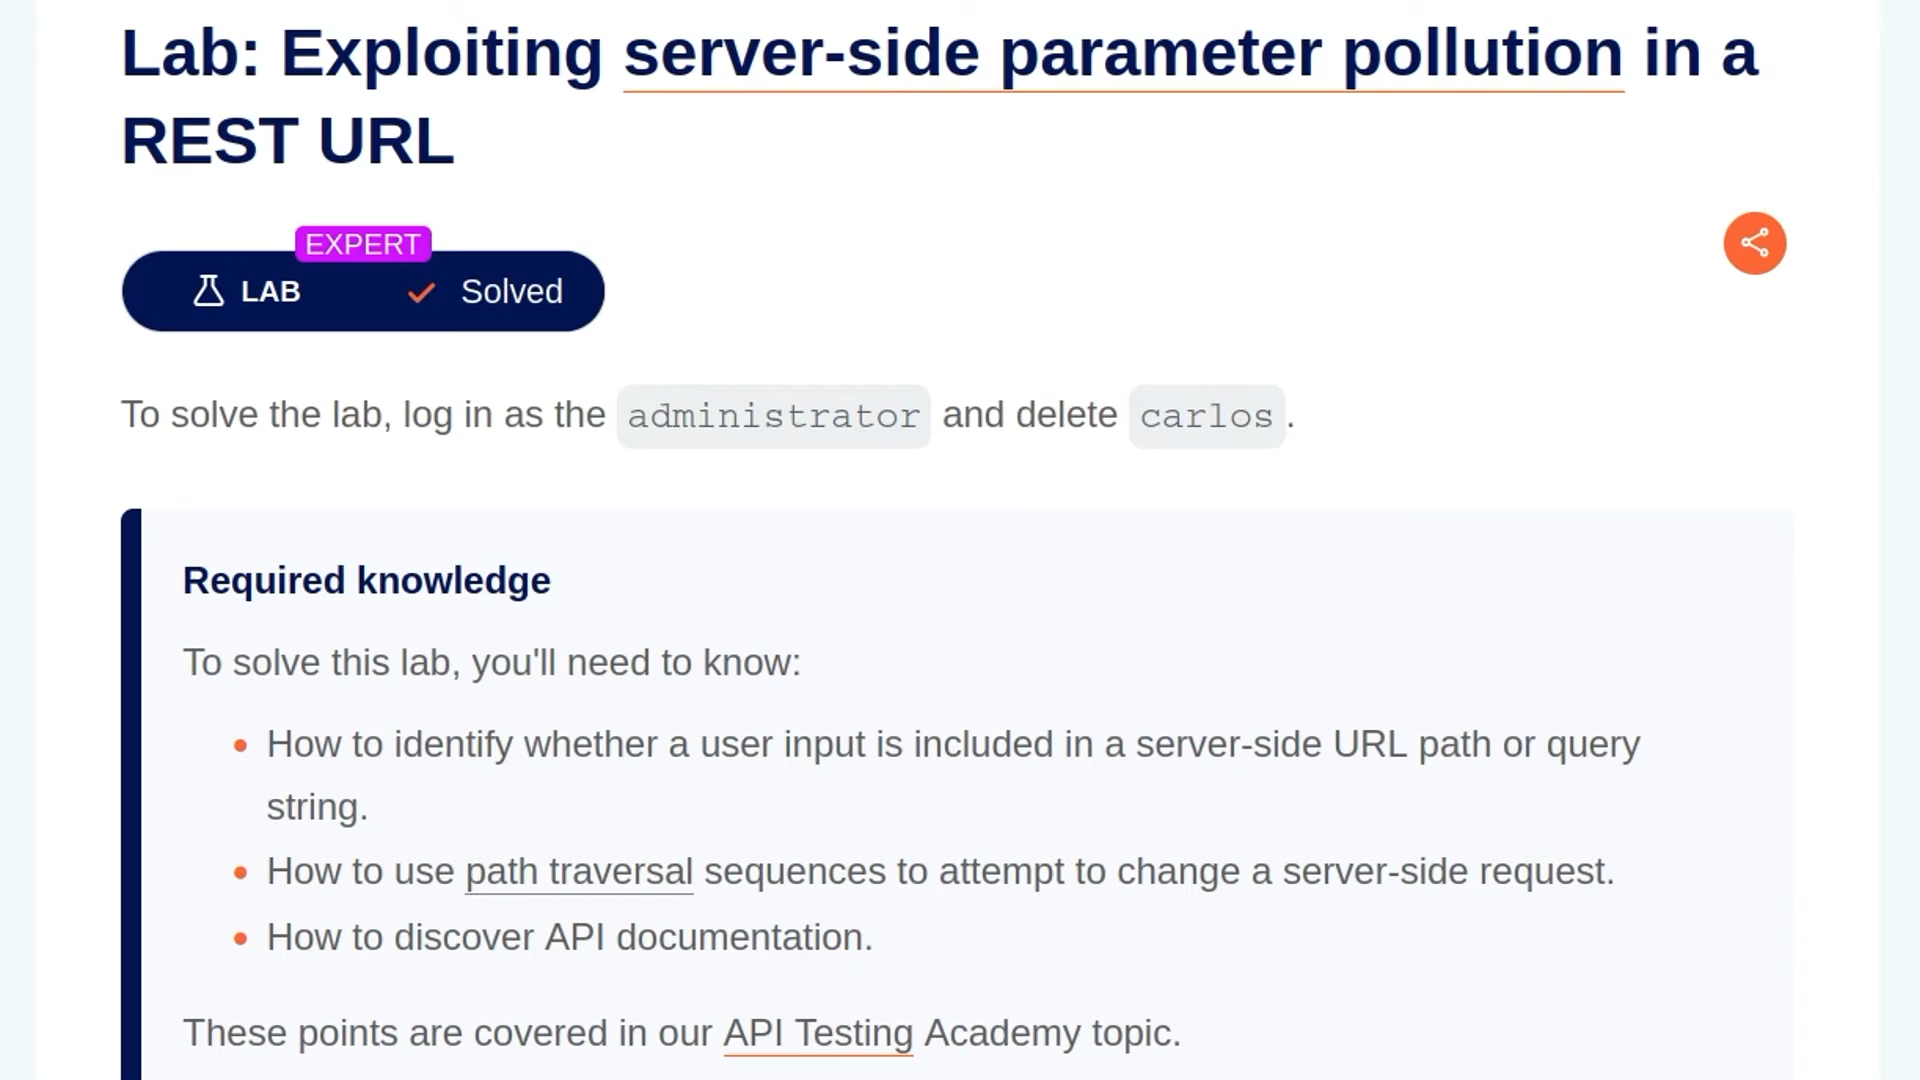 Lab: Exploiting server-side parameter pollution in a
REST URL
EXPERT
LAB
Solved
To solve the lab, log in as the administrator and delete carlos.
Required knowledge
To solve this lab, you'll need to know:
How to identify whether a user input is included in a server-side URL path or query
string.
How to use path traversal sequences to attempt to change a server-side request.
How to discover API documentation.
These points are covered in our API Testing Academy topic.